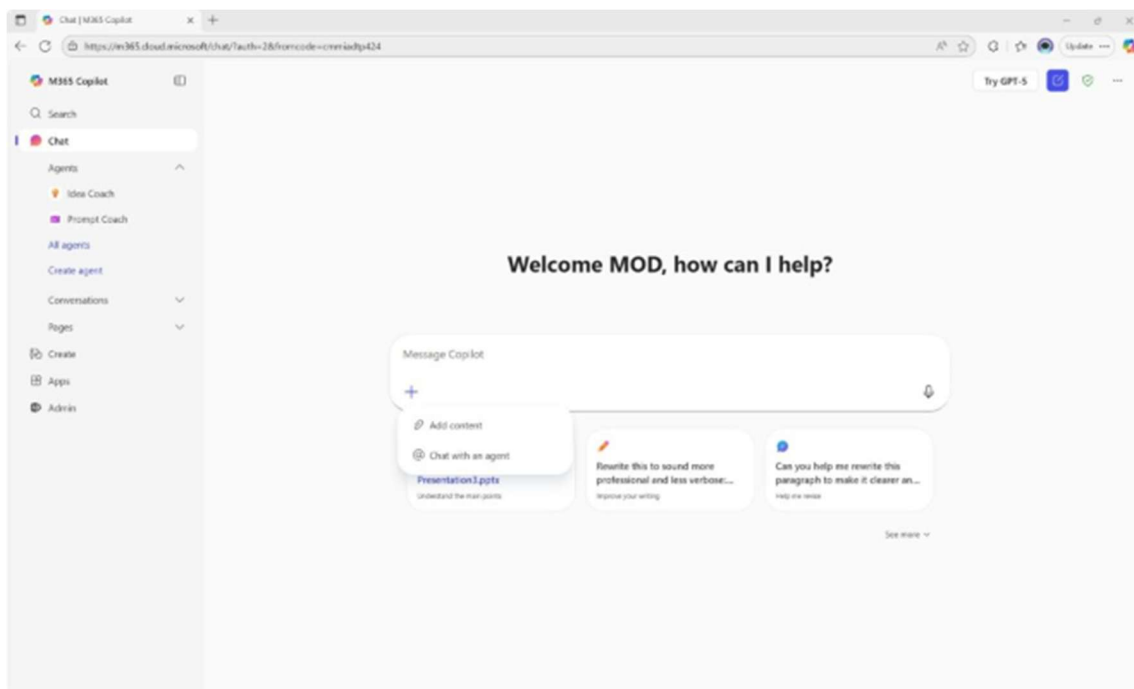 Chat | M365 Copilot
https://m365.cloud.microsoft/chat/?auth=2&fromcode=cmmiadtp424
Update
M365 Copilot
Try GPT-5
Search
Chat
Agents
Idea Coach
Prompt Coach
All agents
Create agent
Conversations
Pages
Create
Apps
Admin
Welcome MOD, how can I help?
Message Copilot
Add content
Chat with an agent
Presentation3.pptx
Understand the main points
Rewrite this to sound more
professional and less verbose:...
Improve your writing
Can you help me rewrite this
paragraph to make it clearer an...
Help me revise
See more